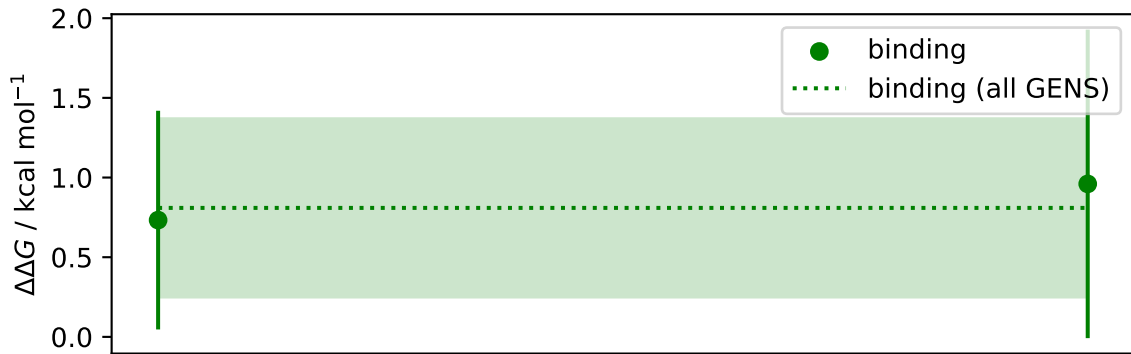 2.0
binding
binding (all GENS)
1.5
1.0
0.5
0.0
ΔΔG / kcal mol⁻¹